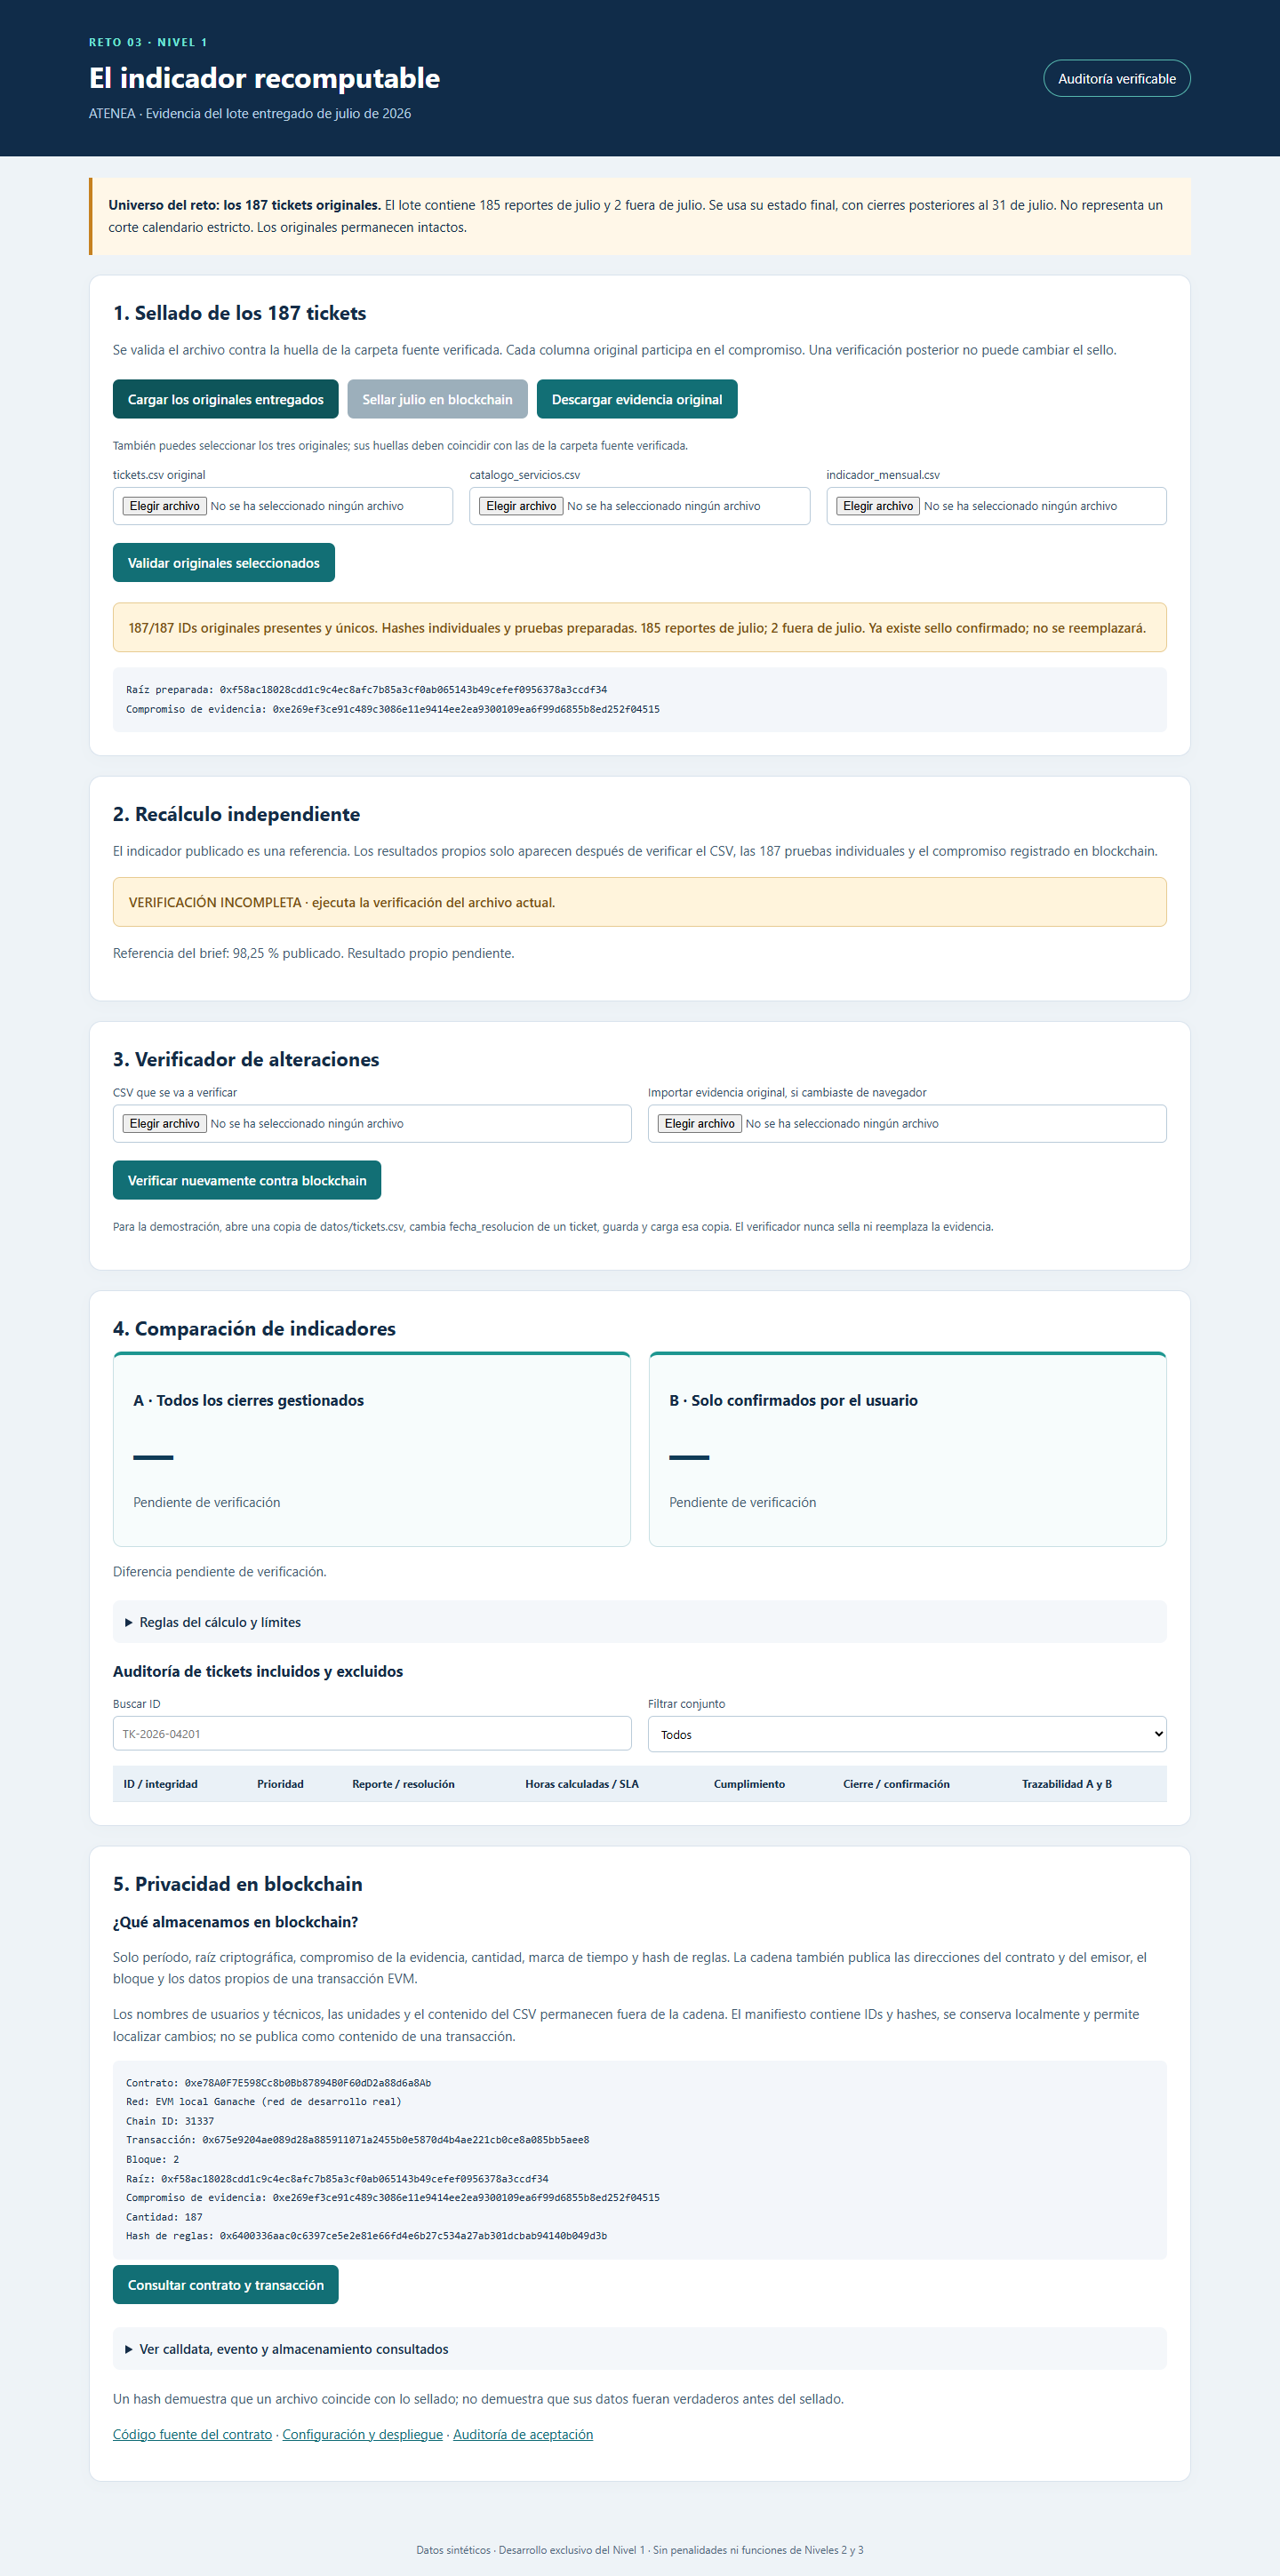 RETO 03 · NIVEL 1
El indicador recomputable
ATENEA · Evidencia del lote entregado de julio de 2026
Auditoría verificable
Universo del reto: los 187 tickets originales. El lote contiene 185 reportes de julio y 2 fuera de julio. Se usa su estado final, con cierres posteriores al 31 de julio. No representa un
corte calendario estricto. Los originales permanecen intactos.
1. Sellado de los 187 tickets
Se valida el archivo contra la huella de la carpeta fuente verificada. Cada columna original participa en el compromiso. Una verificación posterior no puede cambiar el sello.
Cargar los originales entregados
Sellar julio en blockchain
Descargar evidencia original
También puedes seleccionar los tres originales; sus huellas deben coincidir con las de la carpeta fuente verificada.
tickets.csv original
catalogo_servicios.csv
indicador_mensual.csv
Elegir archivo No se ha seleccionado ningún archivo
Elegir archivo No se ha seleccionado ningún archivo
Elegir archivo No se ha seleccionado ningún archivo
Validar originales seleccionados
187/187 IDs originales presentes y únicos. Hashes individuales y pruebas preparadas. 185 reportes de julio; 2 fuera de julio. Ya existe sello confirmado; no se reemplazará.
Raíz preparada: 0xf58ac18028cdd1c9c4ec8afc7b85a3cf0ab065143b49cefef0956378a3ccdf34
Compromiso de evidencia: 0xe269ef3ce91c489c3086e11e9414ee2ea9300109ea6f99d6855b8ed252f04515
2. Recálculo independiente
El indicador publicado es una referencia. Los resultados propios solo aparecen después de verificar el CSV, las 187 pruebas individuales y el compromiso registrado en blockchain.
VERIFICACIÓN INCOMPLETA · ejecuta la verificación del archivo actual.
Referencia del brief: 98,25 % publicado. Resultado propio pendiente.
3. Verificador de alteraciones
CSV que se va a verificar
Importar evidencia original, si cambiaste de navegador
Elegir archivo No se ha seleccionado ningún archivo
Elegir archivo No se ha seleccionado ningún archivo
Verificar nuevamente contra blockchain
Para la demostración, abre una copia de datos/tickets.csv, cambia fecha_resolucion de un ticket, guarda y carga esa copia. El verificador nunca sella ni reemplaza la evidencia.
4. Comparación de indicadores
A · Todos los cierres gestionados
—
Pendiente de verificación
B · Solo confirmados por el usuario
—
Pendiente de verificación
Diferencia pendiente de verificación.
▶ Reglas del cálculo y límites
Auditoría de tickets incluidos y excluidos
Buscar ID
Filtrar conjunto
TK-2026-04201
Todos
ID / integridad Prioridad Reporte / resolución Horas calculadas / SLA Cumplimiento Cierre / confirmación Trazabilidad A y B
5. Privacidad en blockchain
¿Qué almacenamos en blockchain?
Solo período, raíz criptográfica, compromiso de la evidencia, cantidad, marca de tiempo y hash de reglas. La cadena también publica las direcciones del contrato y del emisor, el
bloque y los datos propios de una transacción EVM.
Los nombres de usuarios y técnicos, las unidades y el contenido del CSV permanecen fuera de la cadena. El manifiesto contiene IDs y hashes, se conserva localmente y permite
localizar cambios; no se publica como contenido de una transacción.
Contrato: 0xe78A0F7E598Cc8b0Bb87894B0F60dD2a88d6a8Ab
Red: EVM local Ganache (red de desarrollo real)
Chain ID: 31337
Transacción: 0x675e9204ae089d28a885911071a2455b0e5870d4b4ae221cb0ce8a085bb5aee8
Bloque: 2
Raíz: 0xf58ac18028cdd1c9c4ec8afc7b85a3cf0ab065143b49cefef0956378a3ccdf34
Compromiso de evidencia: 0xe269ef3ce91c489c3086e11e9414ee2ea9300109ea6f99d6855b8ed252f04515
Cantidad: 187
Hash de reglas: 0x6400336aac0c6397ce5e2e81e66fd4e6b27c534a27ab301dcbab94140b049d3b
Consultar contrato y transacción
▶ Ver calldata, evento y almacenamiento consultados
Un hash demuestra que un archivo coincide con lo sellado; no demuestra que sus datos fueran verdaderos antes del sellado.
Código fuente del contrato · Configuración y despliegue · Auditoría de aceptación
Datos sintéticos · Desarrollo exclusivo del Nivel 1 · Sin penalidades ni funciones de Niveles 2 y 3